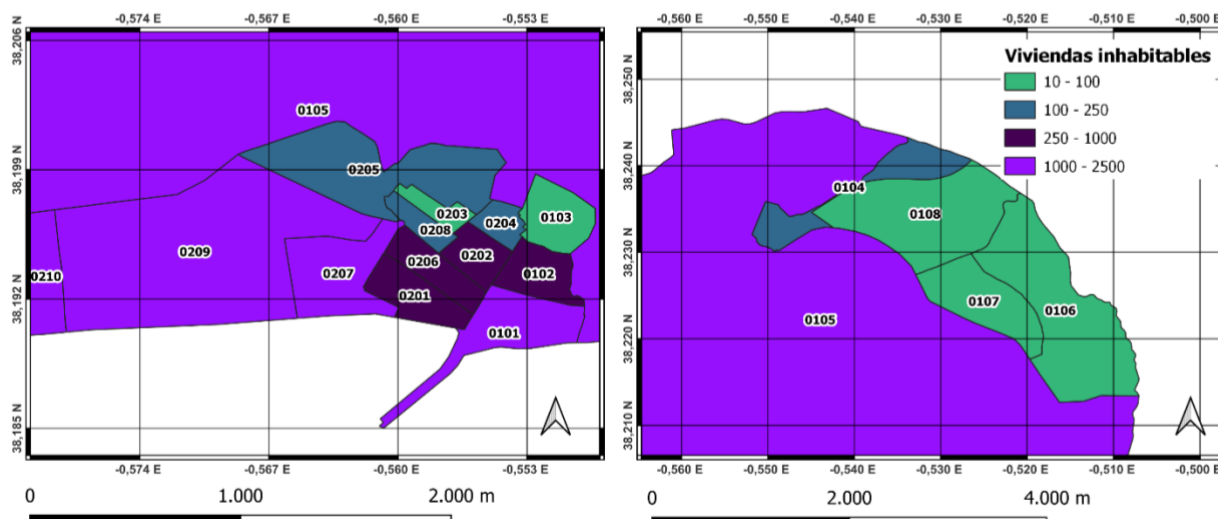 -0,574 E -0,567 E -0,560 E -0,553 E
38,206 N
38,199 N
38,192 N
38,185 N
0105
0205
0203
0103
0204
0208
0209
0206
0202
0210
0207
0102
0201
0101
-0,574 E -0,567 E -0,560 E -0,553 E
0 1.000 2.000 m
-0,560 E -0,550 E -0,540 E -0,530 E -0,520 E -0,510 E -0,500 E
38,250 N
38,240 N
38,230 N
38,220 N
38,210 N
Viviendas inhabitables
10 - 100
100 - 250
250 - 1000
1000 - 2500
0104
0108
0107
0106
0105
-0,560 E -0,550 E -0,540 E -0,530 E -0,520 E -0,510 E -0,500 E
0 2.000 4.000 m